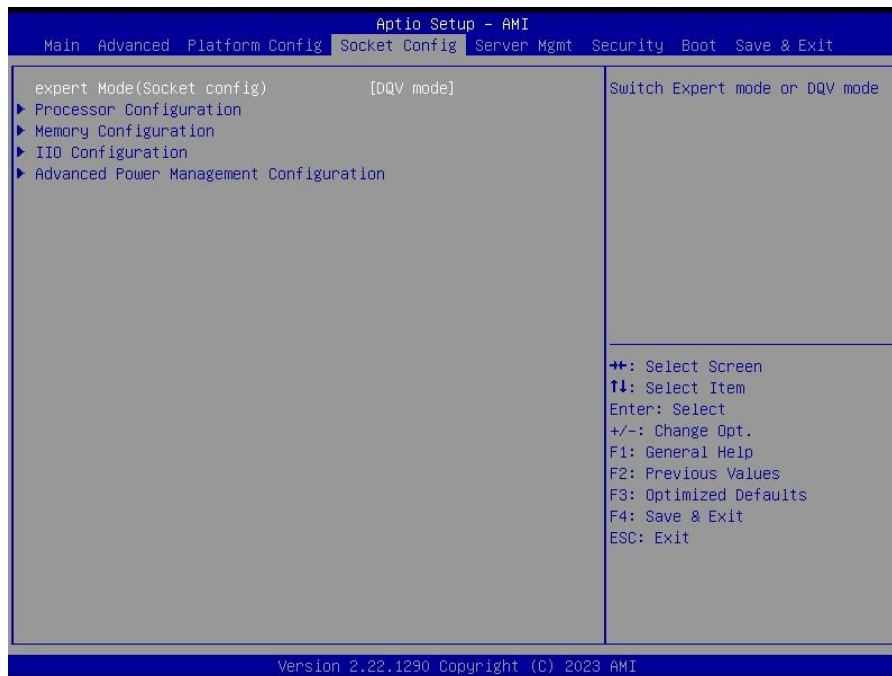 Aptio Setup - AMI
Main Advanced Platform Config Socket Config Server Mgmt Security Boot Save & Exit
expert Mode(Socket config) [DQV mode]
Processor Configuration
Memory Configuration
IIO Configuration
Advanced Power Management Configuration
Switch Expert mode or DQV mode
→←: Select Screen
↑↓: Select Item
Enter: Select
+/-: Change Opt.
F1: General Help
F2: Previous Values
F3: Optimized Defaults
F4: Save & Exit
ESC: Exit
Version 2.22.1290 Copyright (C) 2023 AMI